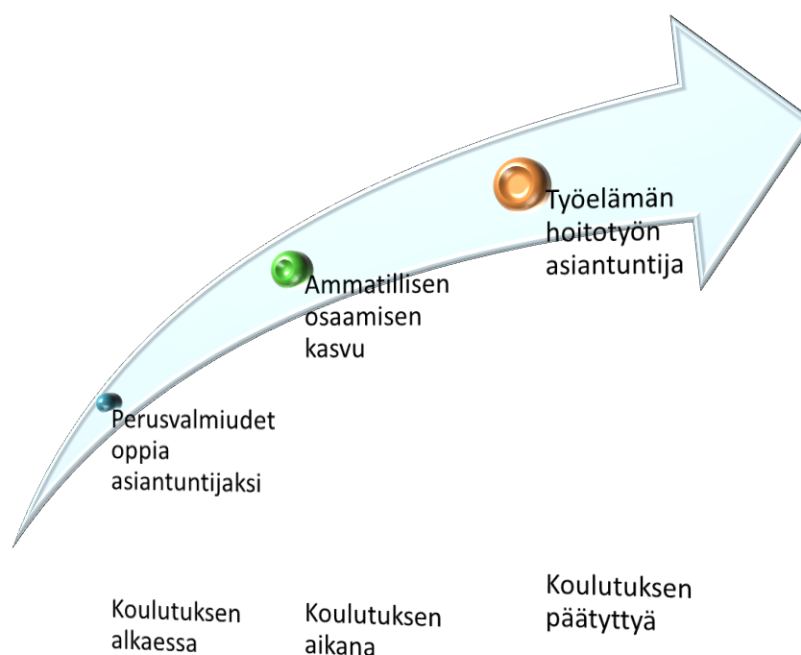 Työelämän
hoitotyön
asiantuntija
Ammatillisen
osaamisen
kasvu
Perusvalmiudet
oppia
asiantuntijaksi
Koulutuksen
alkaessa
Koulutuksen
aikana
Koulutuksen
päätyttyä